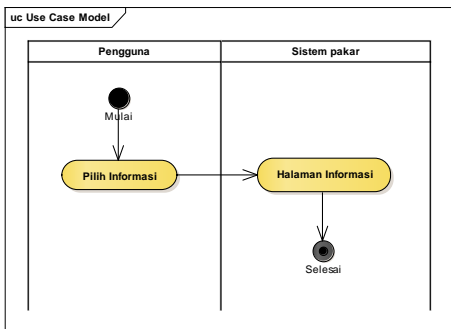 uc Use Case Model
Pengguna
Sistem pakar
Mulai
Pilih Informasi
Halaman Informasi
Selesai